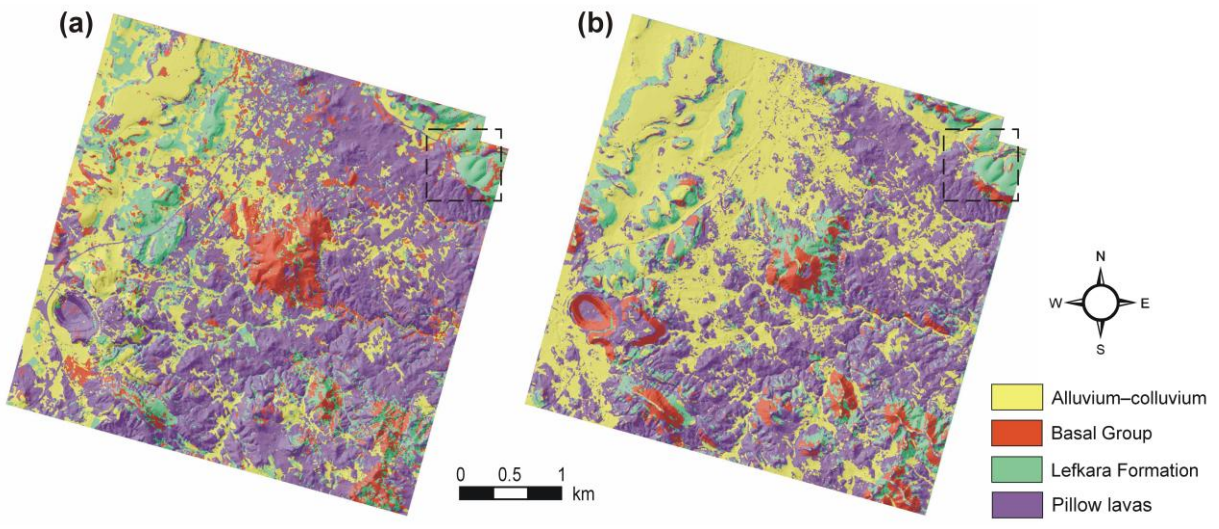 (a)
(b)
N
W E
S
Alluvium–colluvium
Basal Group
Lefkara Formation
Pillow lavas
0 0.5 1
km